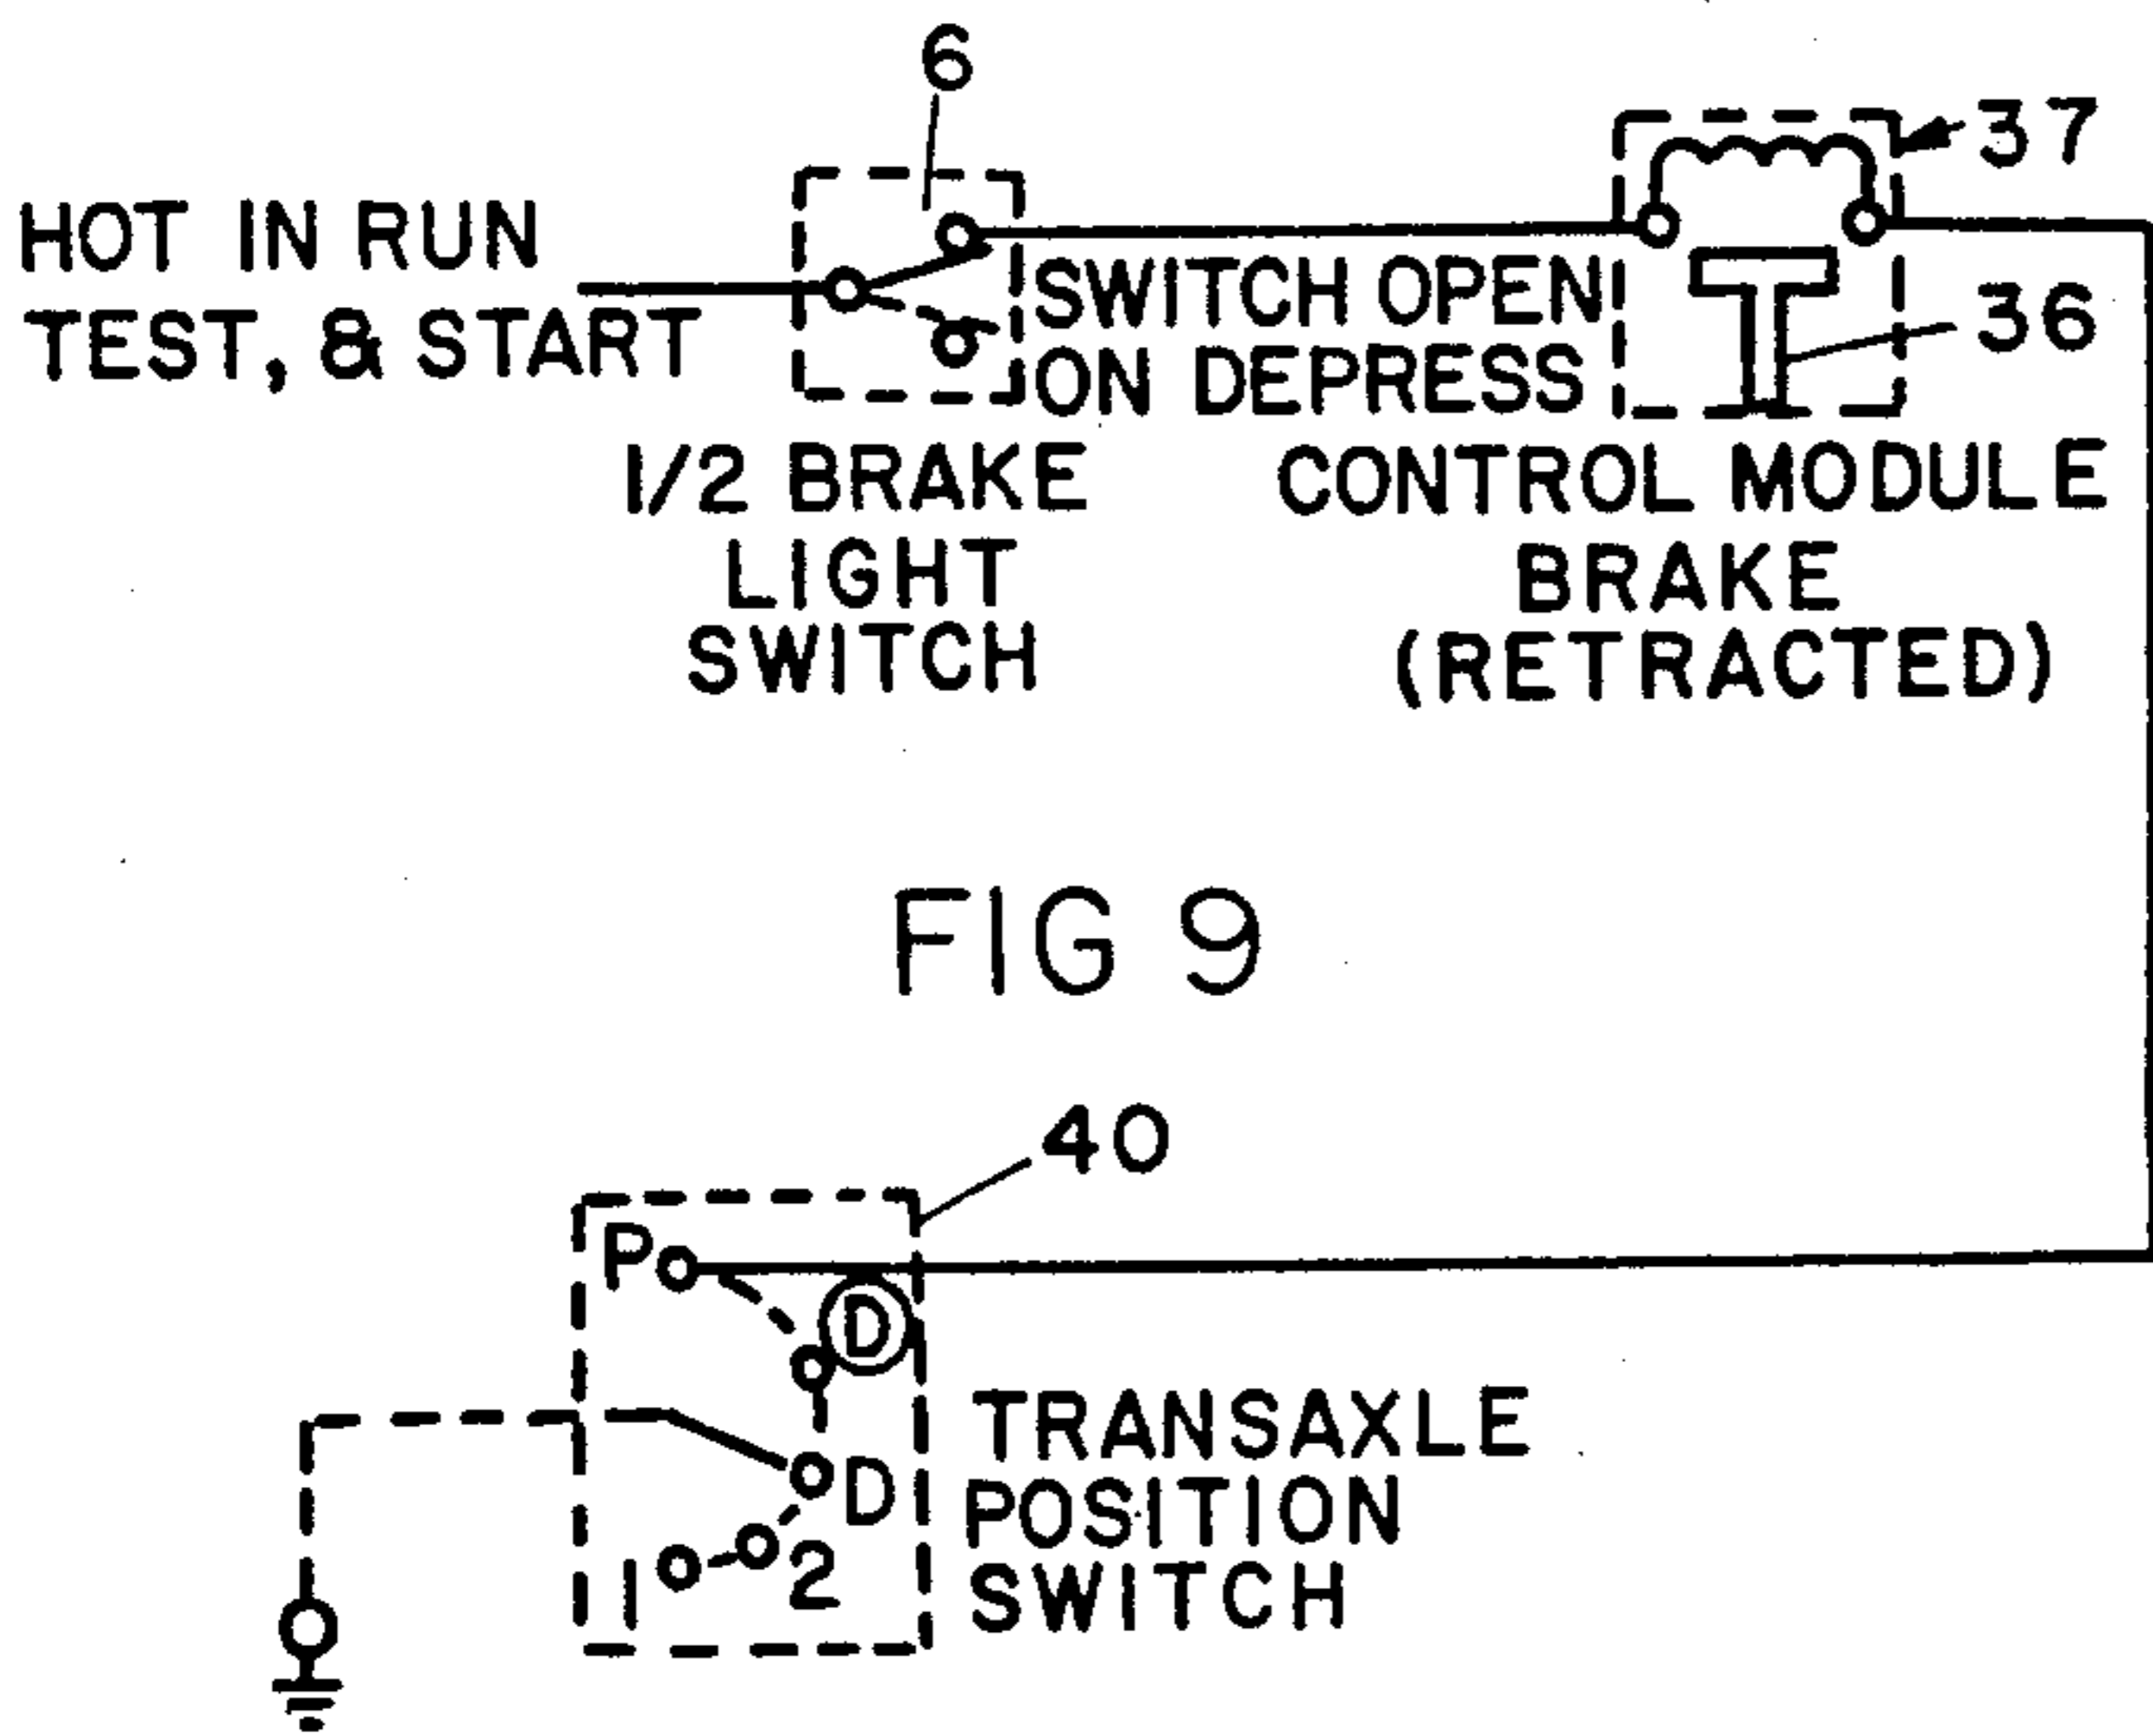 6
37
HOT IN RUN
TEST, & START
SWITCH OPEN
ON DEPRESS
36
1/2 BRAKE
LIGHT
SWITCH
CONTROL MODULE
BRAKE
(RETRACTED)
FIG 9
40
P
D
D
2
1
TRANSAXLE
POSITION
SWITCH